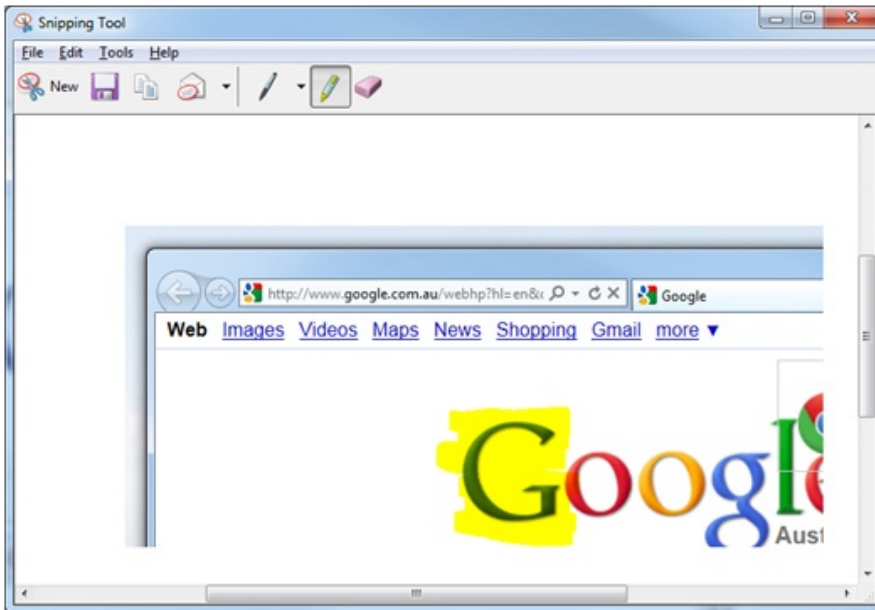 Snipping Tool
File Edit Tools Help
New
http://www.google.com.au/webhp?hl=en&
Google
Web Images Videos Maps News Shopping Gmail more ▼
Google
Aust